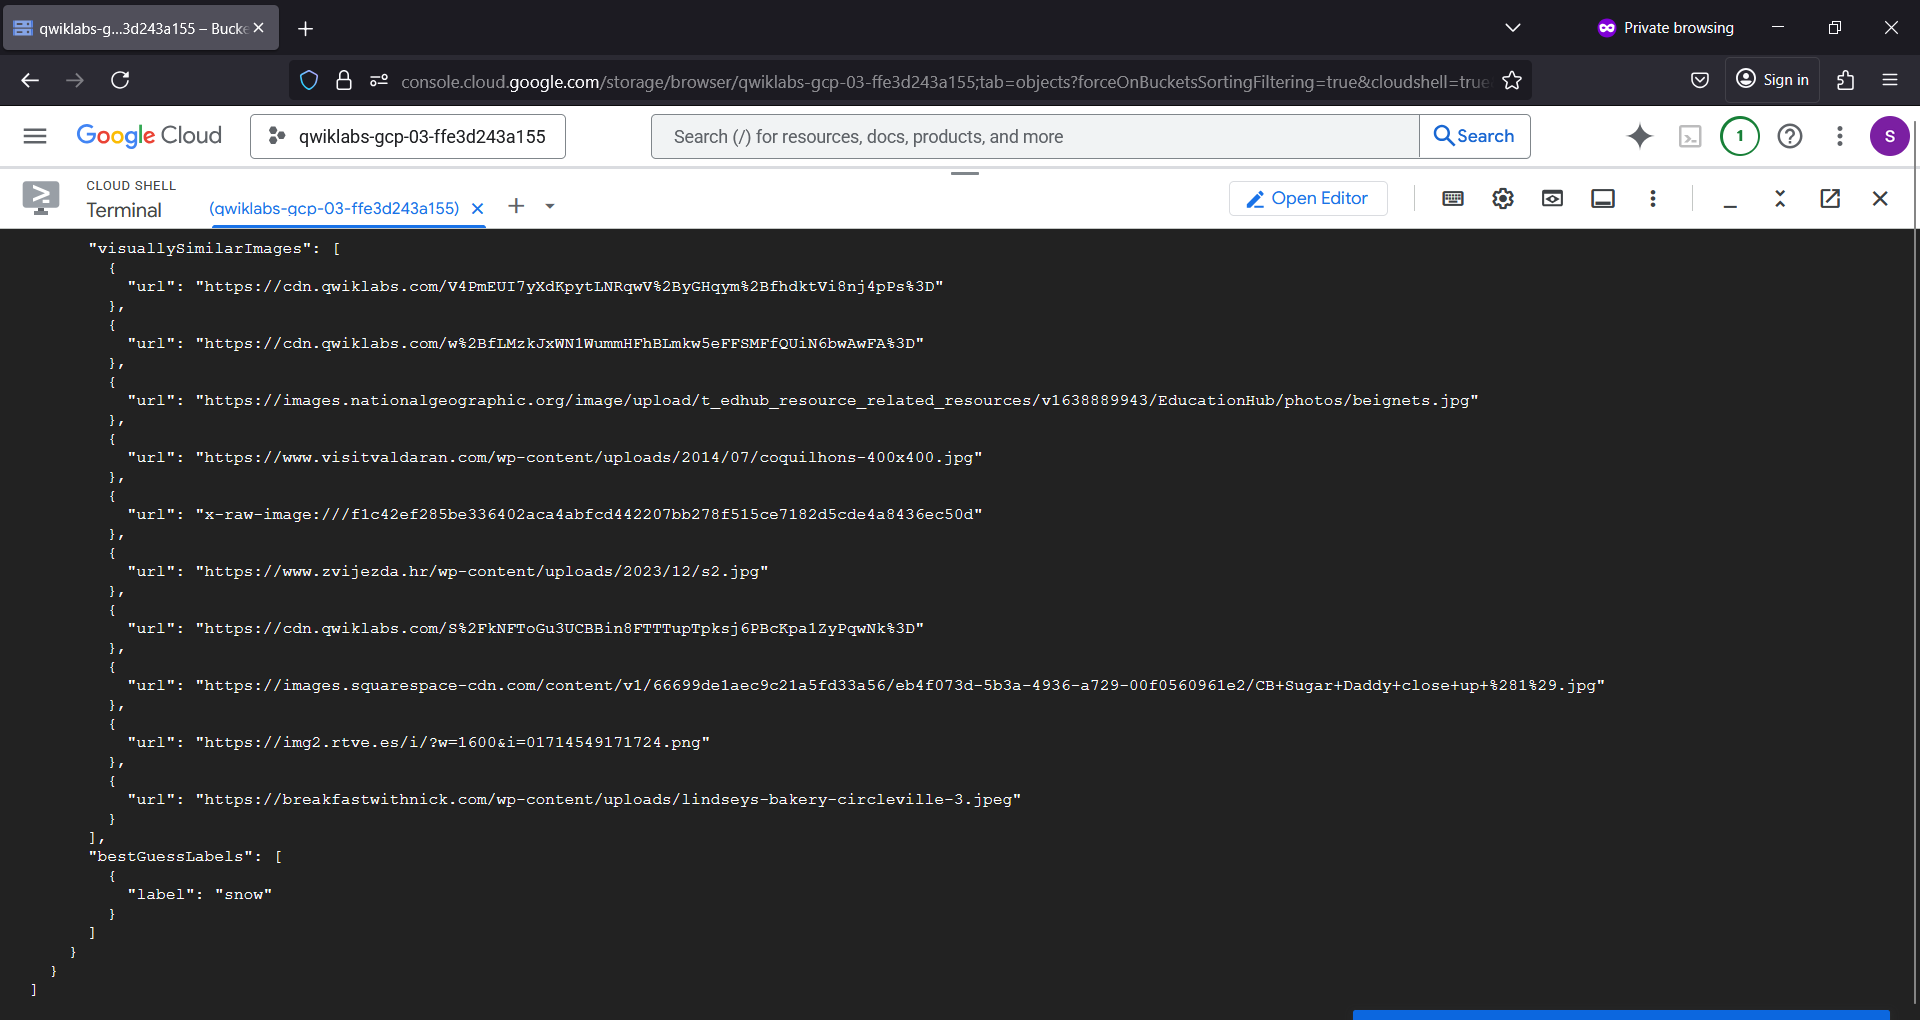 qwiklabs-g...3d243a155 – Bucke
Private browsing
console.cloud.google.com/storage/browser/qwiklabs-gcp-03-ffe3d243a155;tab=objects?forceOnBucketsSortingFiltering=true&cloudshell=true
Sign in
Google Cloud
qwiklabs-gcp-03-ffe3d243a155
Search (/) for resources, docs, products, and more
Search
1
S
CLOUD SHELL
Terminal
(qwiklabs-gcp-03-ffe3d243a155)
Open Editor
"visuallySimilarImages": [
{
"url": "https://cdn.qwiklabs.com/V4PmEUI7yXdKpytLNRqwV%2ByGHqym%2BfhdktVi8nj4pPs%3D"
},
{
"url": "https://cdn.qwiklabs.com/w%2BfLMzkJxWN1WummHFhBLmkw5eFFSMFfQUiN6bwAwFA%3D"
},
{
"url": "https://images.nationalgeographic.org/image/upload/t_edhub_resource_related_resources/v1638889943/EducationHub/photos/beignets.jpg"
},
{
"url": "https://www.visitvaldaran.com/wp-content/uploads/2014/07/coquilhons-400x400.jpg"
},
{
"url": "x-raw-image:///f1c42ef285be336402aca4abfcd442207bb278f515ce7182d5cde4a8436ec50d"
},
{
"url": "https://www.zvijezda.hr/wp-content/uploads/2023/12/s2.jpg"
},
{
"url": "https://cdn.qwiklabs.com/S%2FkNFToGu3UCBBin8FTTTupTpksj6PBcKpa1ZyPqwNk%3D"
},
{
"url": "https://images.squarespace-cdn.com/content/v1/66699de1aec9c21a5fd33a56/eb4f073d-5b3a-4936-a729-00f0560961e2/CB+Sugar+Daddy+close+up+%281%29.jpg"
},
{
"url": "https://img2.rtve.es/i/?w=1600&i=01714549171724.png"
},
{
"url": "https://breakfastwithnick.com/wp-content/uploads/lindseys-bakery-circleville-3.jpeg"
}
],
"bestGuessLabels": [
{
"label": "snow"
}
]
}
}
]